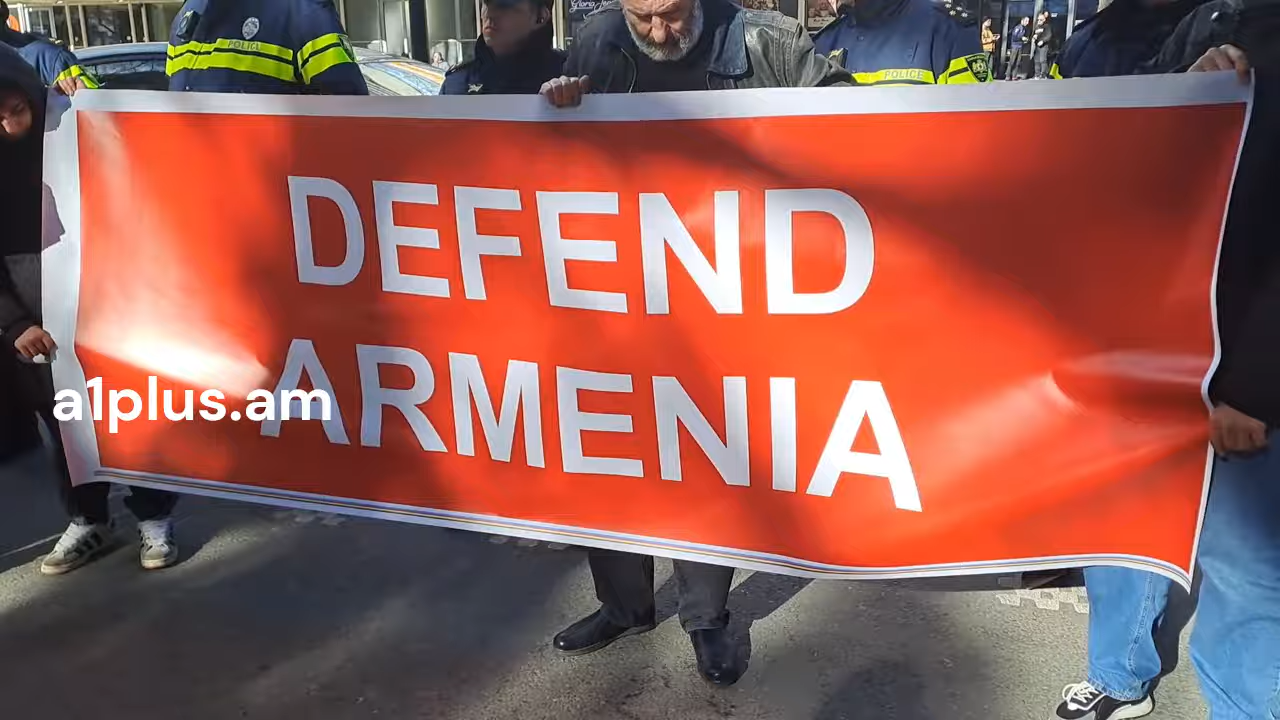 POLICE
POLICE
DEFEND
ARMENIA
a1plus.am